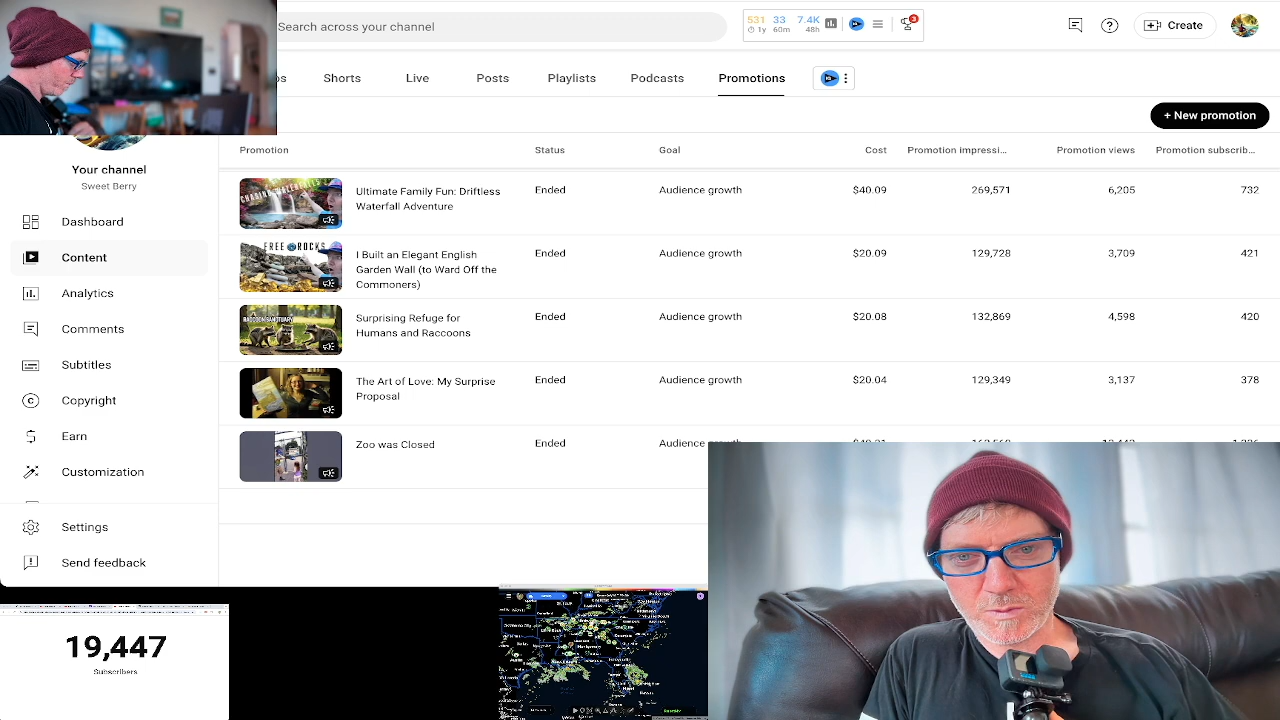 Search across your channel
531 33 7.4K
1y 60m 48h
3
Create
Shorts Live Posts Playlists Podcasts Promotions
+ New promotion
Promotion Status Goal Cost Promotion impressi... Promotion views Promotion subscrib...
Your channel
Sweet Berry
Dashboard
Content
Analytics
Comments
Subtitles
Copyright
Earn
Customization
Settings
Send feedback
CHASING WATERFALLS
Ultimate Family Fun: Driftless
Waterfall Adventure
Ended Audience growth $40.09 269,571 6,205 732
FREE ROCKS
I Built an Elegant English
Garden Wall (to Ward Off the
Commoners)
Ended Audience growth $20.09 129,728 3,709 421
RACCOON SANCTUARY
Surprising Refuge for
Humans and Raccoons
Ended Audience growth $20.08 132,869 4,598 420
The Art of Love: My Surprise
Proposal
Ended Audience growth $20.04 129,349 3,137 378
Zoo was Closed
Ended Audience
19,447
Subscribers